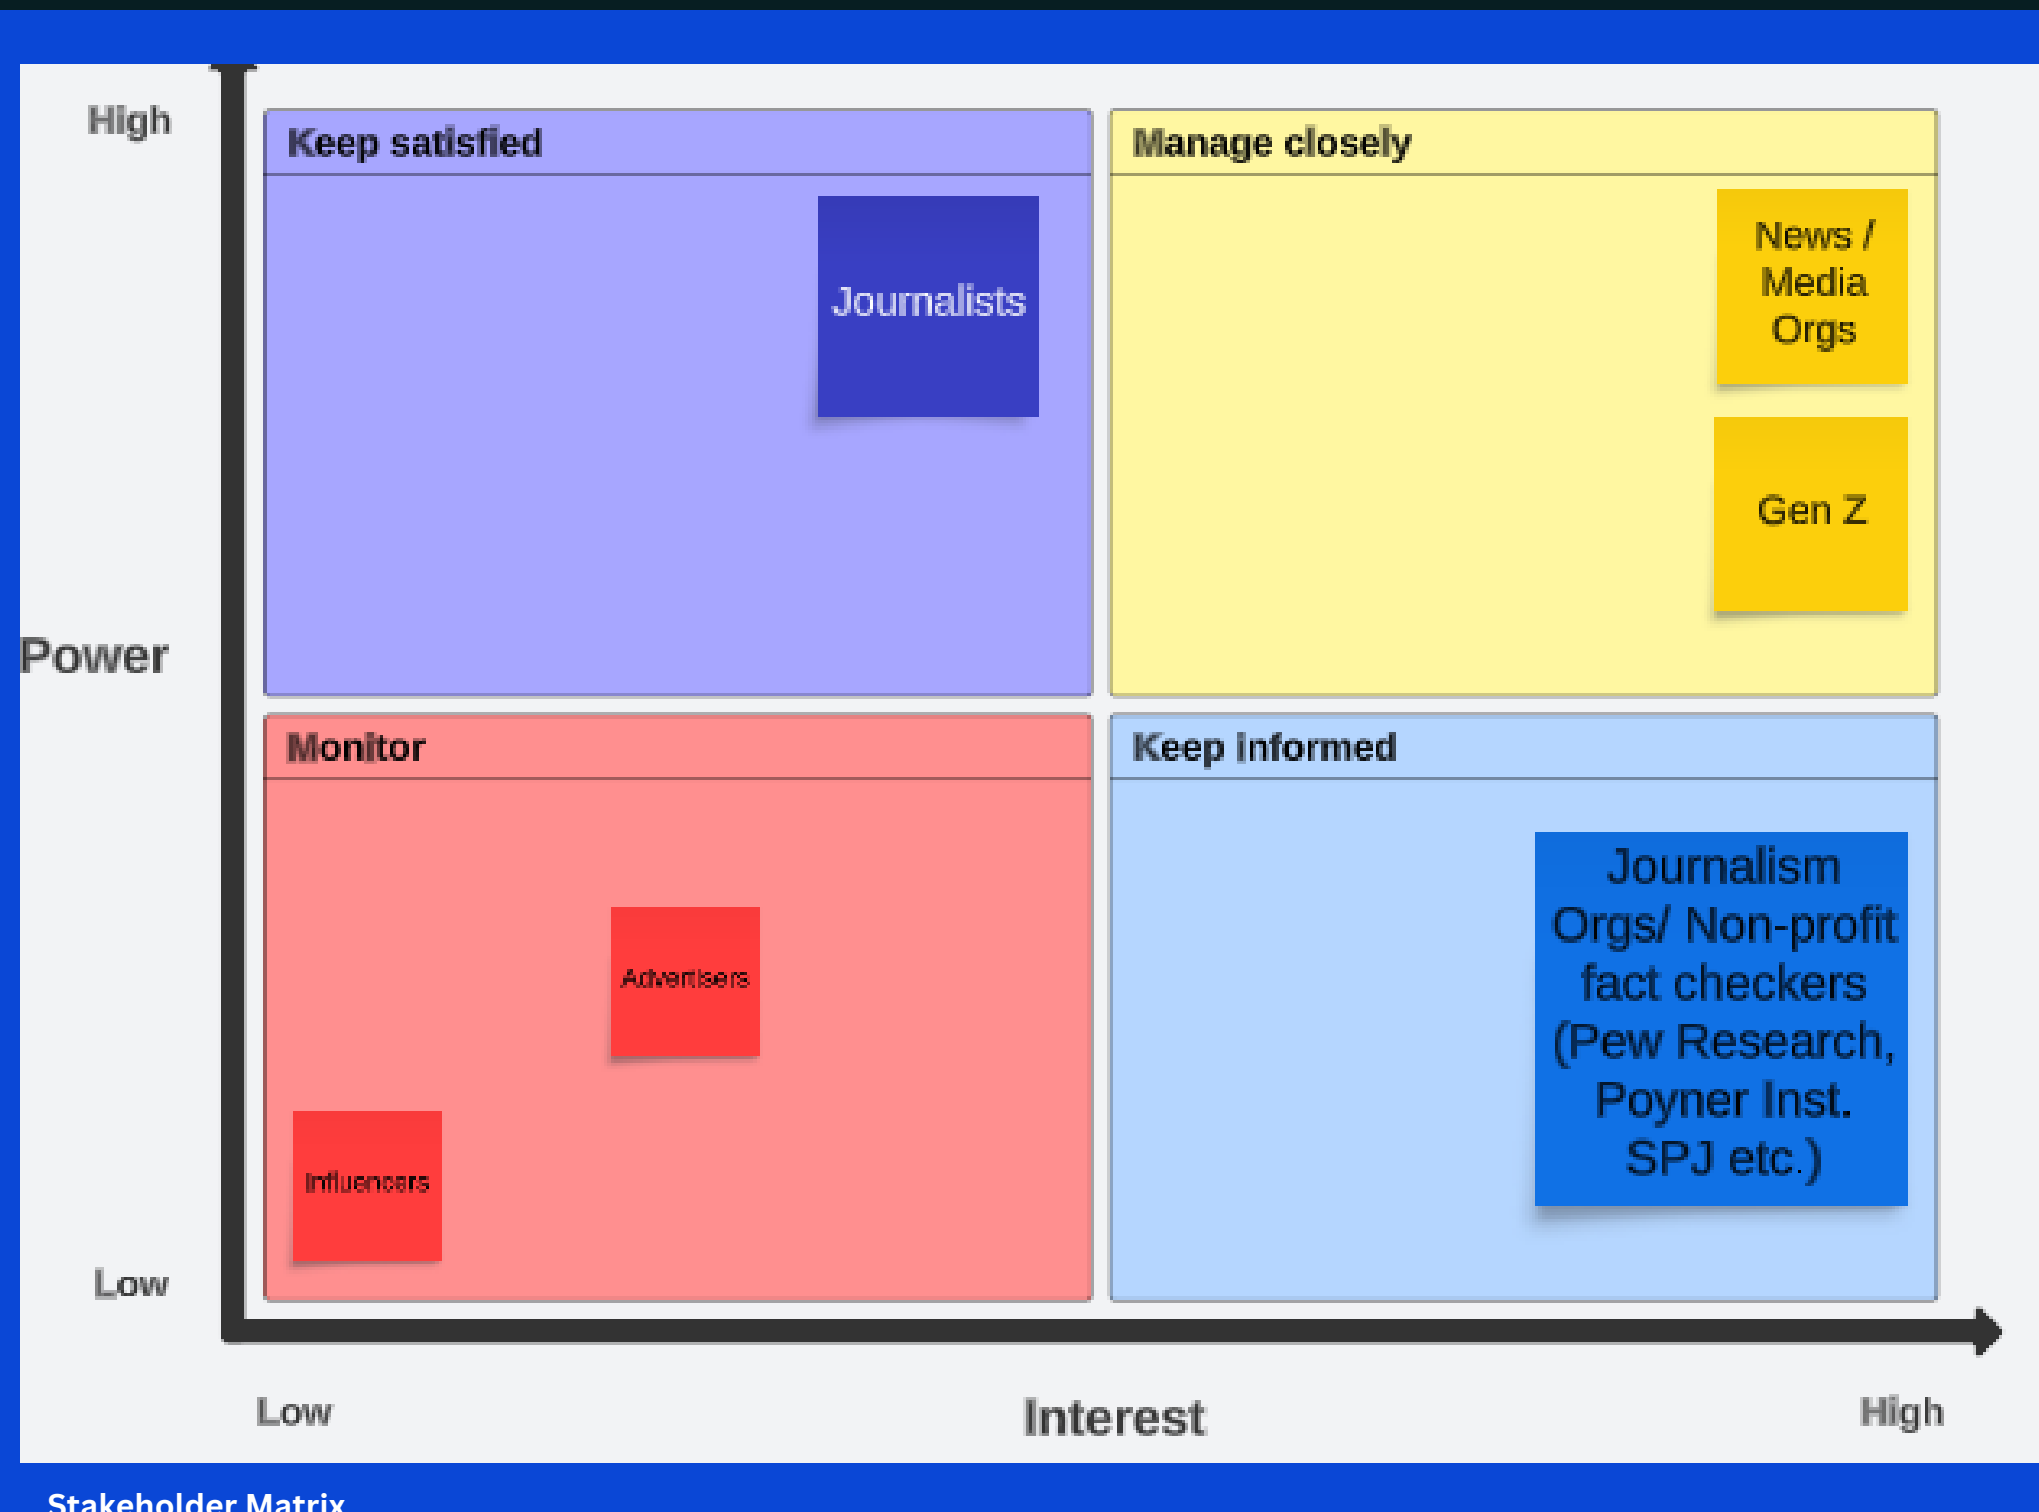 High
Keep satisfied
Manage closely
Journalists
News /
Media
Orgs
Gen Z
Power
Monitor
Keep informed
Advertisers
Influencers
Journalism
Orgs/ Non-profit
fact checkers
(Pew Research,
Poyner Inst.
SPJ etc.)
Low
Low
Interest
High
Stakeholder Matrix